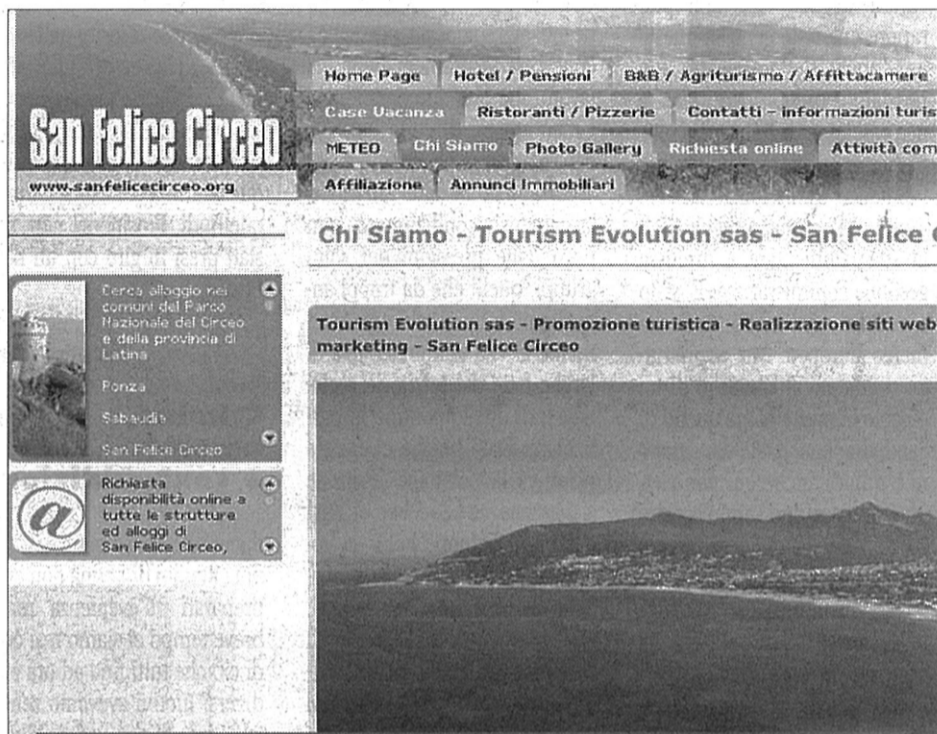 Home Page Hotel / Pensioni B&B / Agriturismo / Affittacamere
Case Vacanza Ristoranti / Pizzerie Contatti - informazioni
San Felice Circeo
METEO Chi Siamo Photo Gallery Richiesta online Attività
www.sanfelicecirceo.org
Affiliazione Annunci Immobiliari
Chi Siamo - Tourism Evolution sas - San Felice
Cerca alloggio nei
comuni del Parco
Nazionale del Circeo
e della provincia di
Latina
Ponza
Sabaudia
San Felice Circeo
Richiesta
disponibilità online a
tutte le strutture
ed alloggi di
San Felice Circeo,
Tourism Evolution sas - Promozione turistica - Realizzazione siti web
marketing - San Felice Circeo